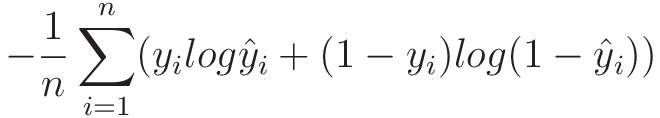 $-\frac{1}{n}\sum_{i=1}^{n}(y_i log\hat{y}_i + (1-y_i)log(1-\hat{y}_i))$